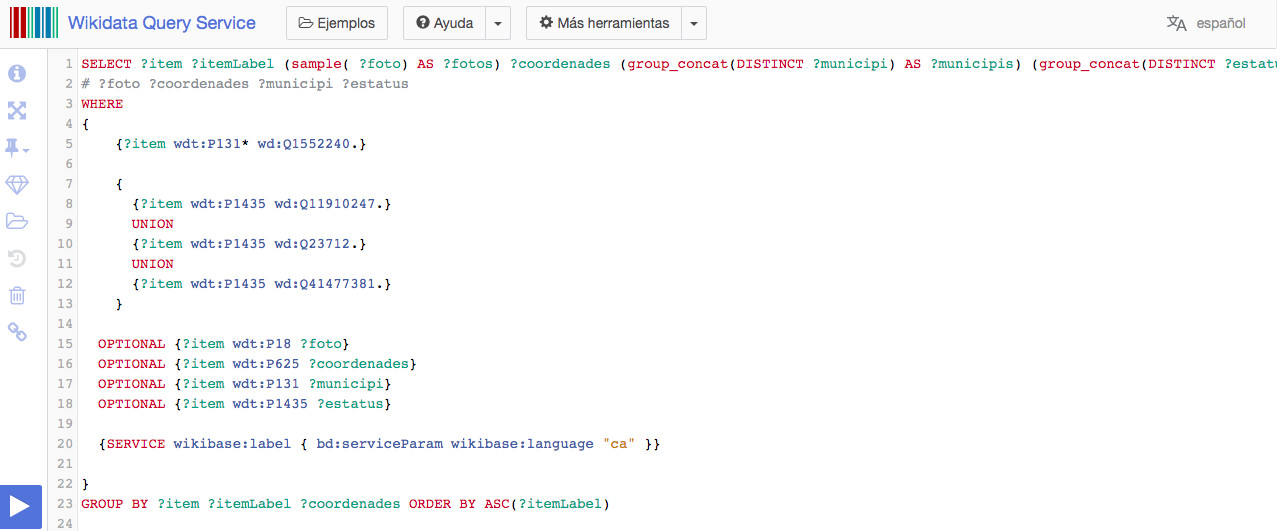 Wikidata Query Service Ejemplos Ayuda Más herramientas español
1 SELECT ?item ?itemLabel (sample( ?foto) AS ?fotos) ?coordenades (group_concat(DISTINCT ?municipi) AS ?municipis) (group_concat(DISTINCT ?estatu
2 # ?foto ?coordenades ?municipi ?estatus
3 WHERE
4 {
5 {?item wdt:P131* wd:Q1552240.}
6
7 {
8 {?item wdt:P1435 wd:Q11910247.}
9 UNION
10 {?item wdt:P1435 wd:Q23712.}
11 UNION
12 {?item wdt:P1435 wd:Q41477381.}
13 }
14
15 OPTIONAL {?item wdt:P18 ?foto}
16 OPTIONAL {?item wdt:P625 ?coordenades}
17 OPTIONAL {?item wdt:P131 ?municipi}
18 OPTIONAL {?item wdt:P1435 ?estatus}
19
20 {SERVICE wikibase:label { bd:serviceParam wikibase:language "ca" }}
21
22 }
23 GROUP BY ?item ?itemLabel ?coordenades ORDER BY ASC(?itemLabel)
24